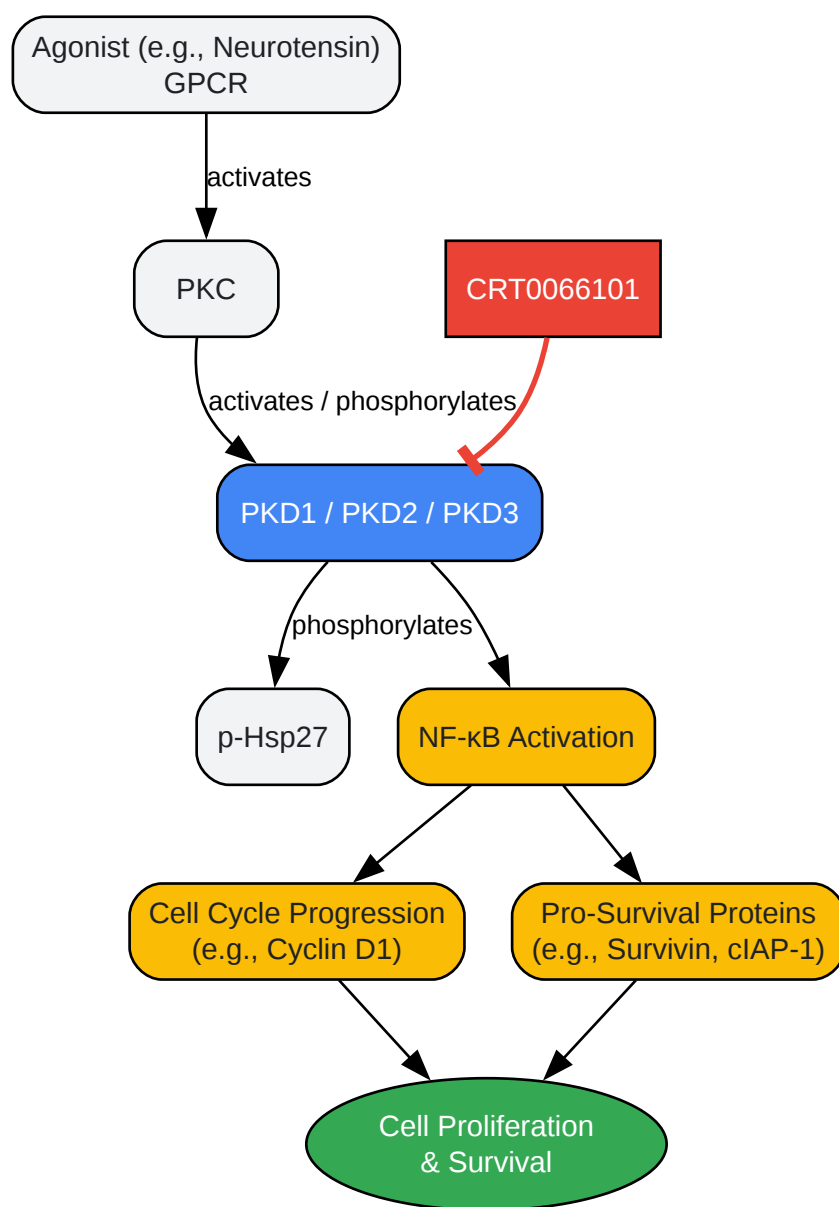 Agonist (e.g., Neurotensin)
GPCR
activates
PKC
CRT0066101
activates / phosphorylates
PKD1 / PKD2 / PKD3
phosphorylates
p-Hsp27
NF-κB Activation
Cell Cycle Progression
(e.g., Cyclin D1)
Pro-Survival Proteins
(e.g., Survivin, cIAP-1)
Cell Proliferation
& Survival